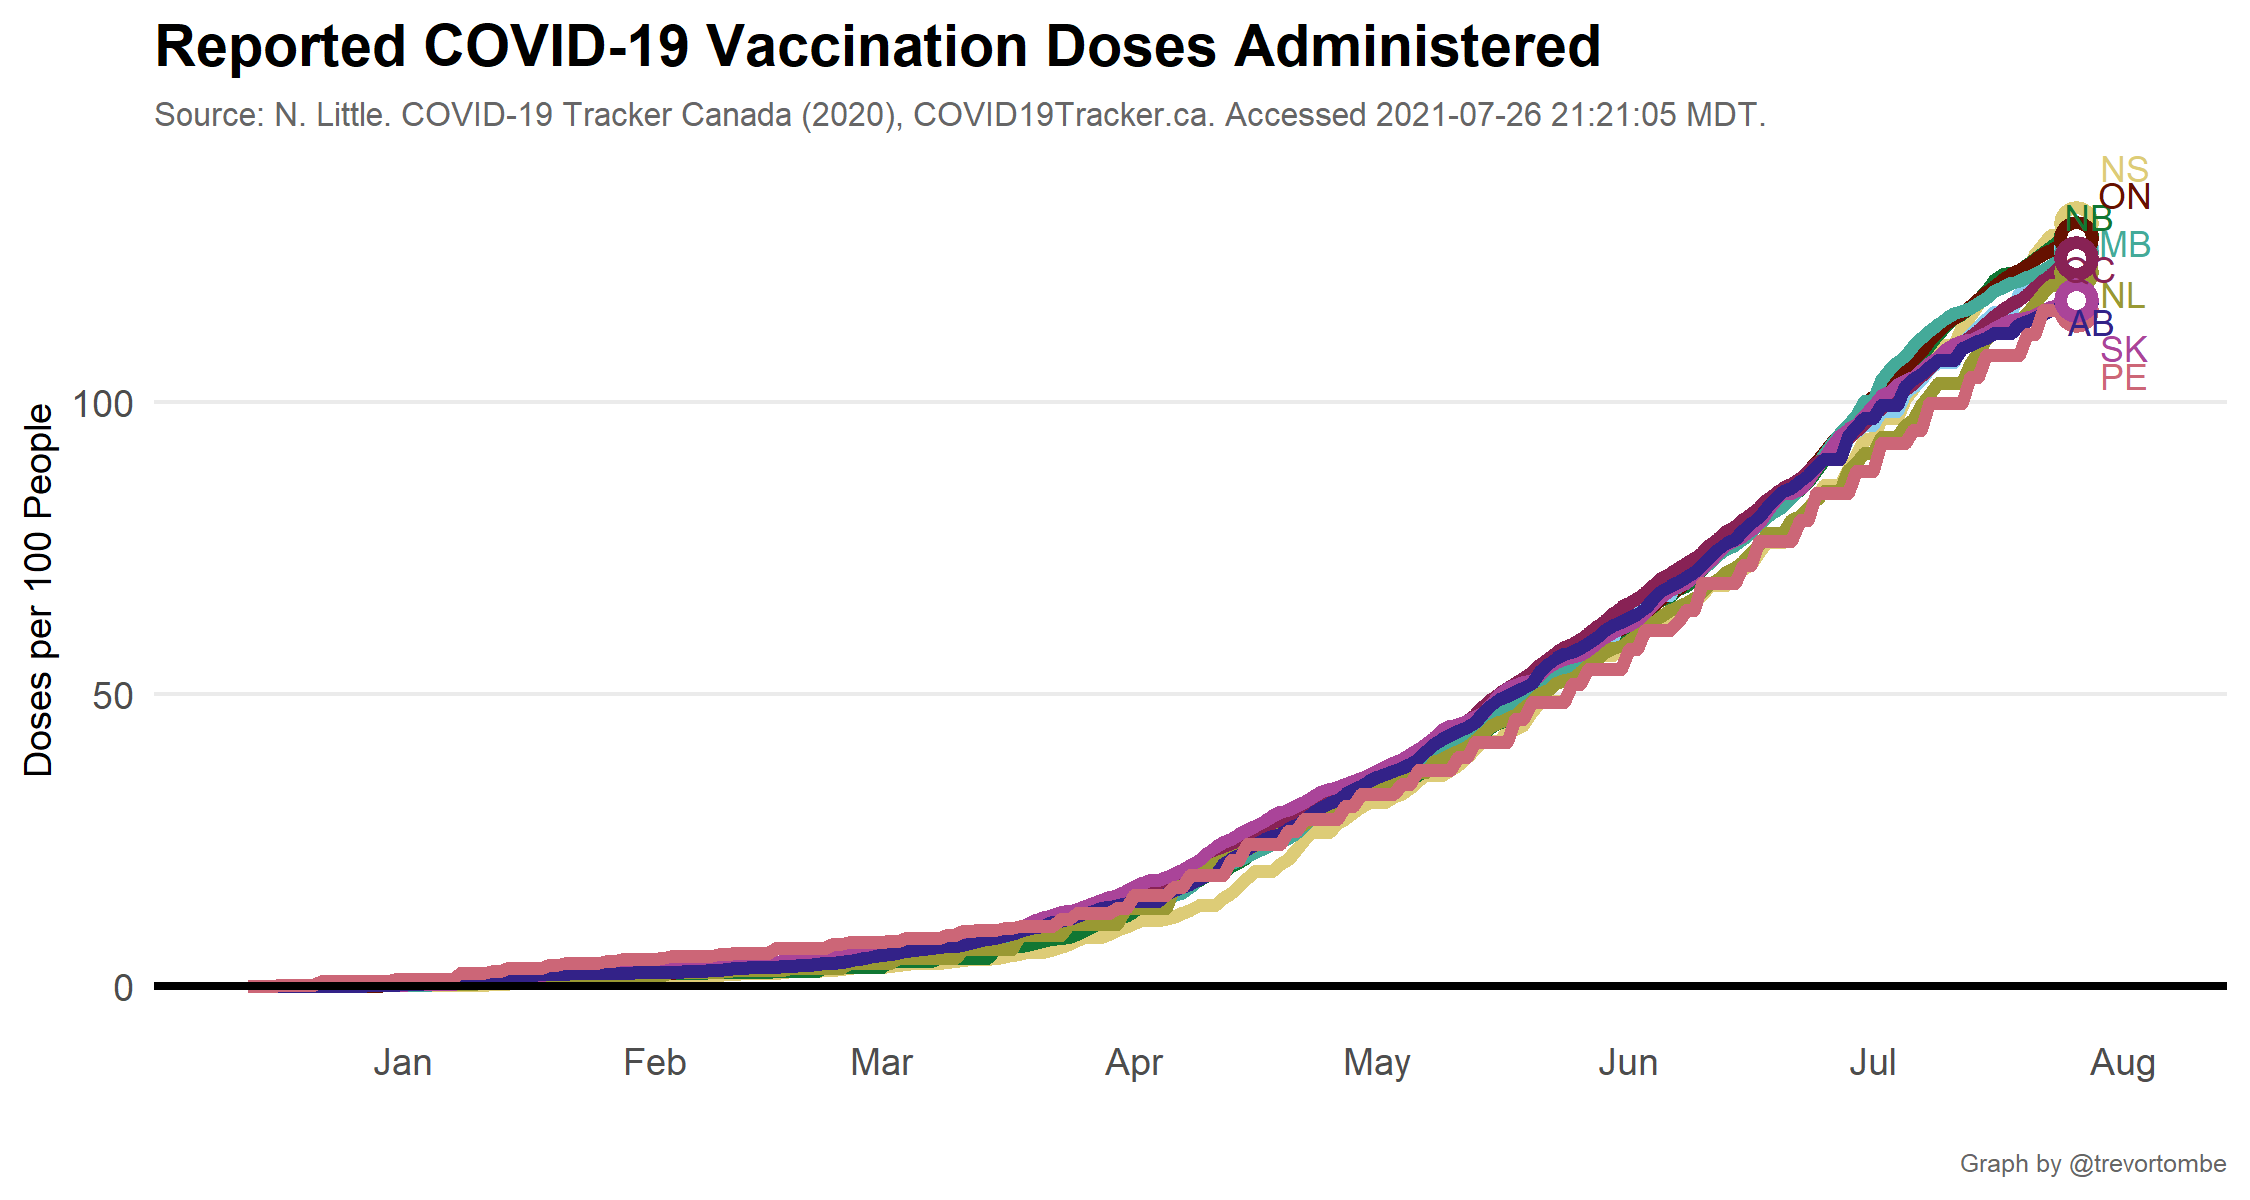 Reported COVID-19 Vaccination Doses Administered
Source: N. Little. COVID-19 Tracker Canada (2020), COVID19Tracker.ca. Accessed 2021-07-26 21:21:05 MDT.
NS
ON
NB
MB
QC
NL
AB
SK
PE
Doses per 100 People
100
50
0
Jan Feb Mar Apr May Jun Jul Aug
Graph by @trevortombe